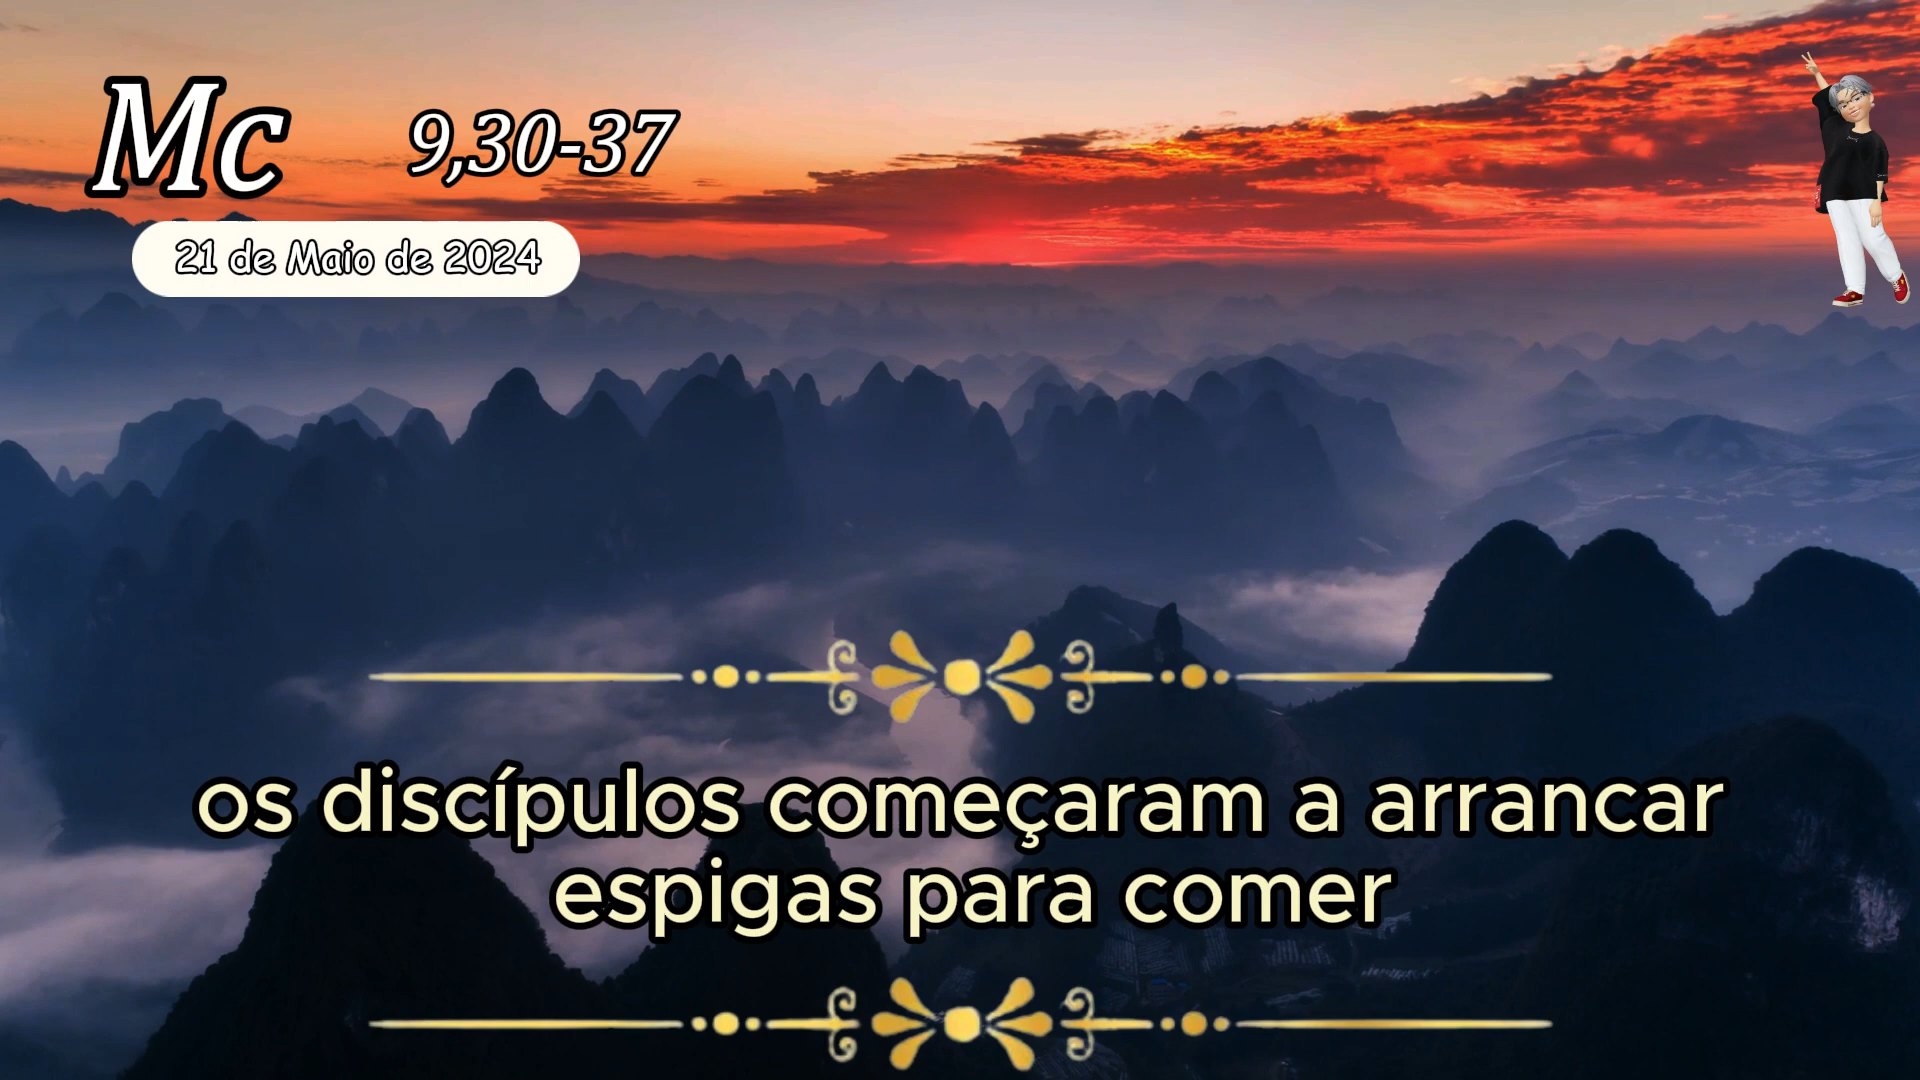 Mc 9,30-37
21 de Maio de 2024
os discípulos começaram a arrancar
espigas para comer